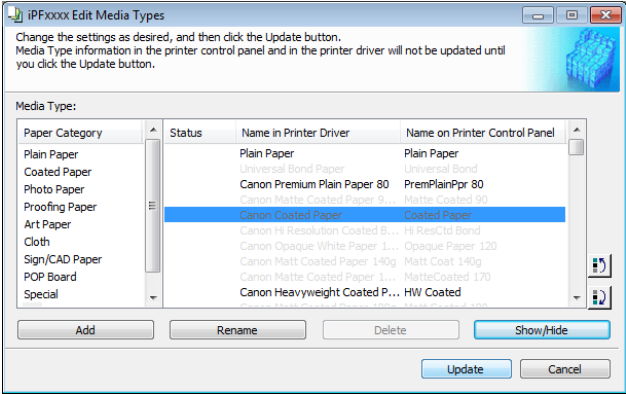 iPFxxxx Edit Media Types
Change the settings as desired, and then click the Update button.
Media Type information in the printer control panel and in the printer driver will not be updated until
you click the Update button.
Media Type:
Paper Category
Plain Paper
Coated Paper
Photo Paper
Proofing Paper
Art Paper
Cloth
Sign/CAD Paper
POP Board
Special
Status Name in Printer Driver Name on Printer Control Panel
Plain Paper Plain Paper
Universal Bond Paper Universal Bond
Canon Premium Plain Paper 80 PremPlainPpr 80
Canon Matte Coated Paper 9... Matte Coated 90
Canon Coated Paper Coated Paper
Canon Hi Resolution Coated B... Hi ResCtd Bond
Canon Opaque White Paper 1... Opaque Paper 120
Canon Matt Coated Paper 140g Matt Coat 140g
Canon Matte Coated Paper 1... MatteCoated 170
Canon Heavyweight Coated P... HW Coated
Add Rename Delete Show/Hide
Update Cancel